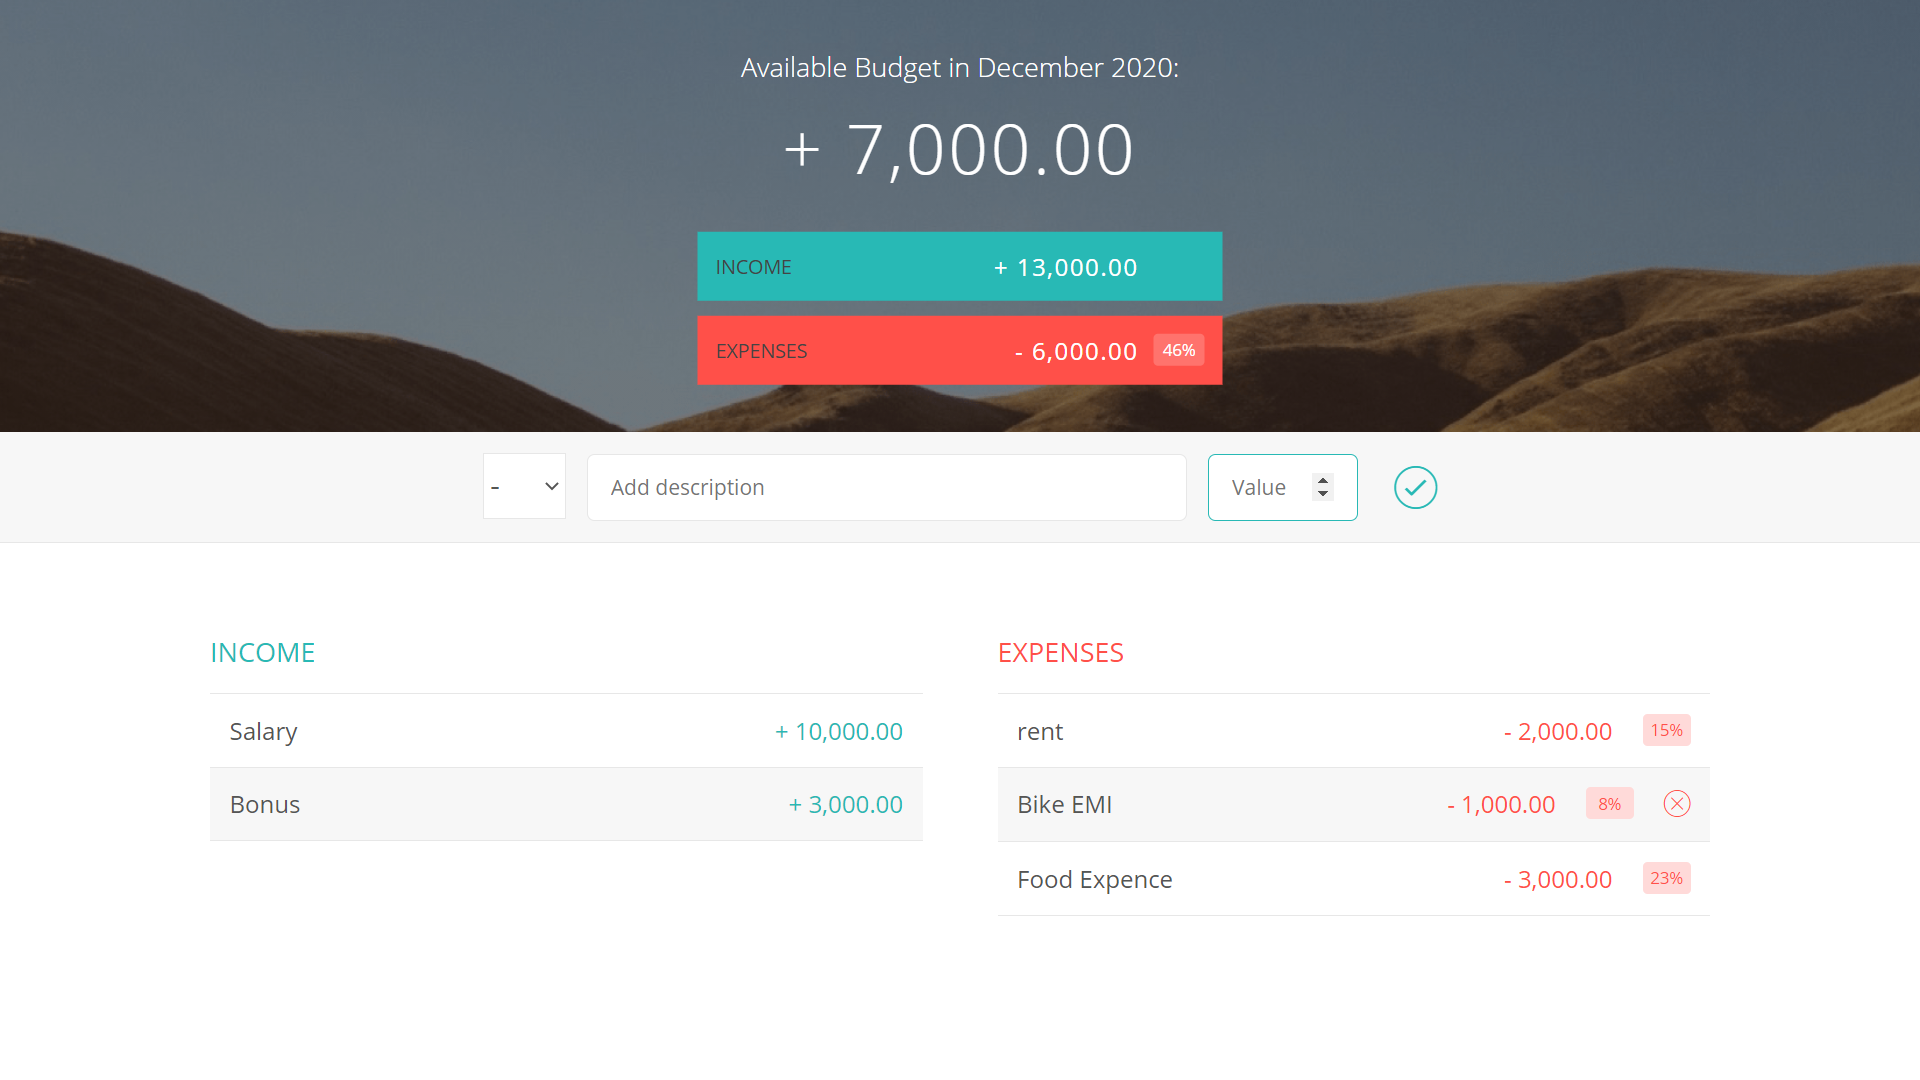 Available Budget in December 2020:
+ 7,000.00
INCOME + 13,000.00
EXPENSES - 6,000.00 46%
- Add description Value
INCOME
Salary + 10,000.00
Bonus + 3,000.00
EXPENSES
rent - 2,000.00 15%
Bike EMI - 1,000.00 8%
Food Expence - 3,000.00 23%